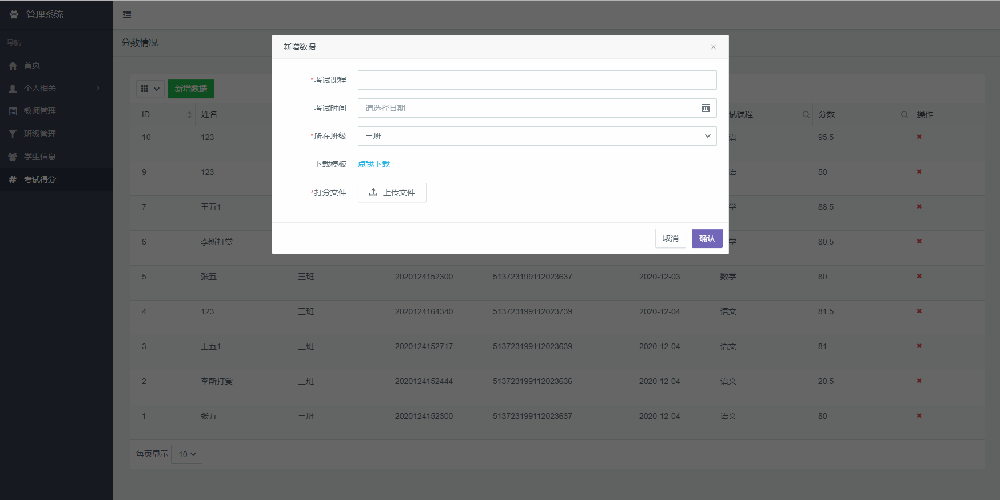 管理系统
导航
首页
个人相关
教师管理
班级管理
学生信息
考试得分
分数情况
新增数据
ID 姓名 试课程 分数 操作
10 123 语 95.5
9 123 语 50
7 王五1 学 88.5
6 李斯打赏 学 80.5
5 张五 三班 2020124152300 513723199112023637 2020-12-03 数学 80
4 123 三班 2020124164340 513723199112023739 2020-12-04 语文 81.5
3 王五1 三班 2020124152717 513723199112023639 2020-12-04 语文 81
2 李斯打赏 三班 2020124152444 513723199112023636 2020-12-04 语文 20.5
1 张五 三班 2020124152300 513723199112023637 2020-12-04 语文 80
每页显示 10
新增数据
*考试课程
考试时间 请选择日期
*所在班级 三班
下载模板 点我下载
*打分文件 上传文件
取消 确认